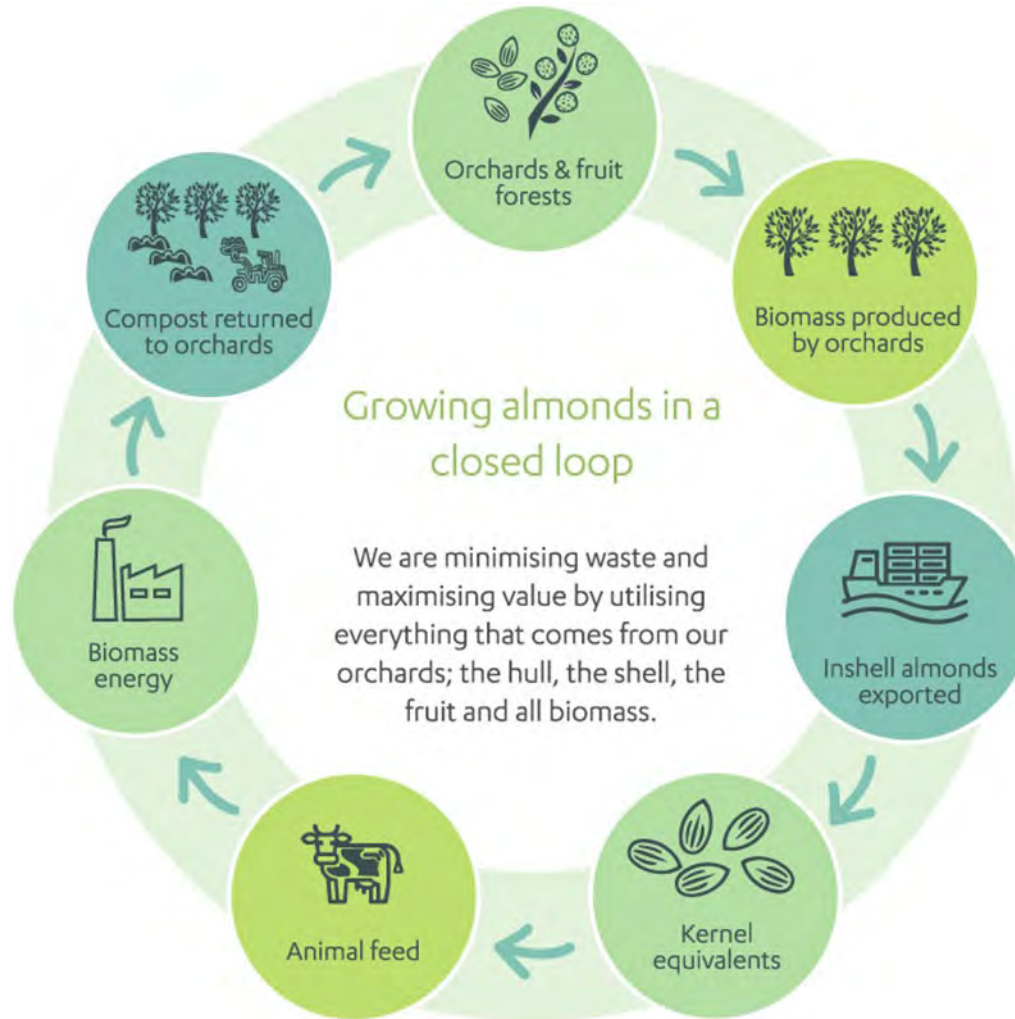 Orchards & fruit
forests
Biomass produced
by orchards
Inshell almonds
exported
Kernel
equivalents
Animal feed
Biomass
energy
Compost returned
to orchards
Growing almonds in a
closed loop
We are minimising waste and
maximising value by utilising
everything that comes from our
orchards; the hull, the shell, the
fruit and all biomass.